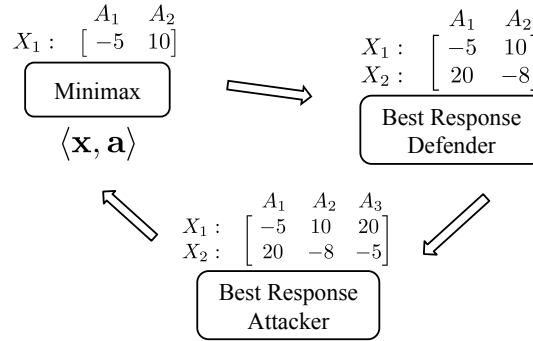 A₁ A₂
X₁ : [ −5 10 ]
Minimax
⟨x, a⟩
A₁ A₂
X₁ : [ −5 10
X₂ : [ 20 −8
Best Response
Defender
A₁ A₂ A₃
X₁ : [ −5 10 20 ]
X₂ : [ 20 −8 −5 ]
Best Response
Attacker